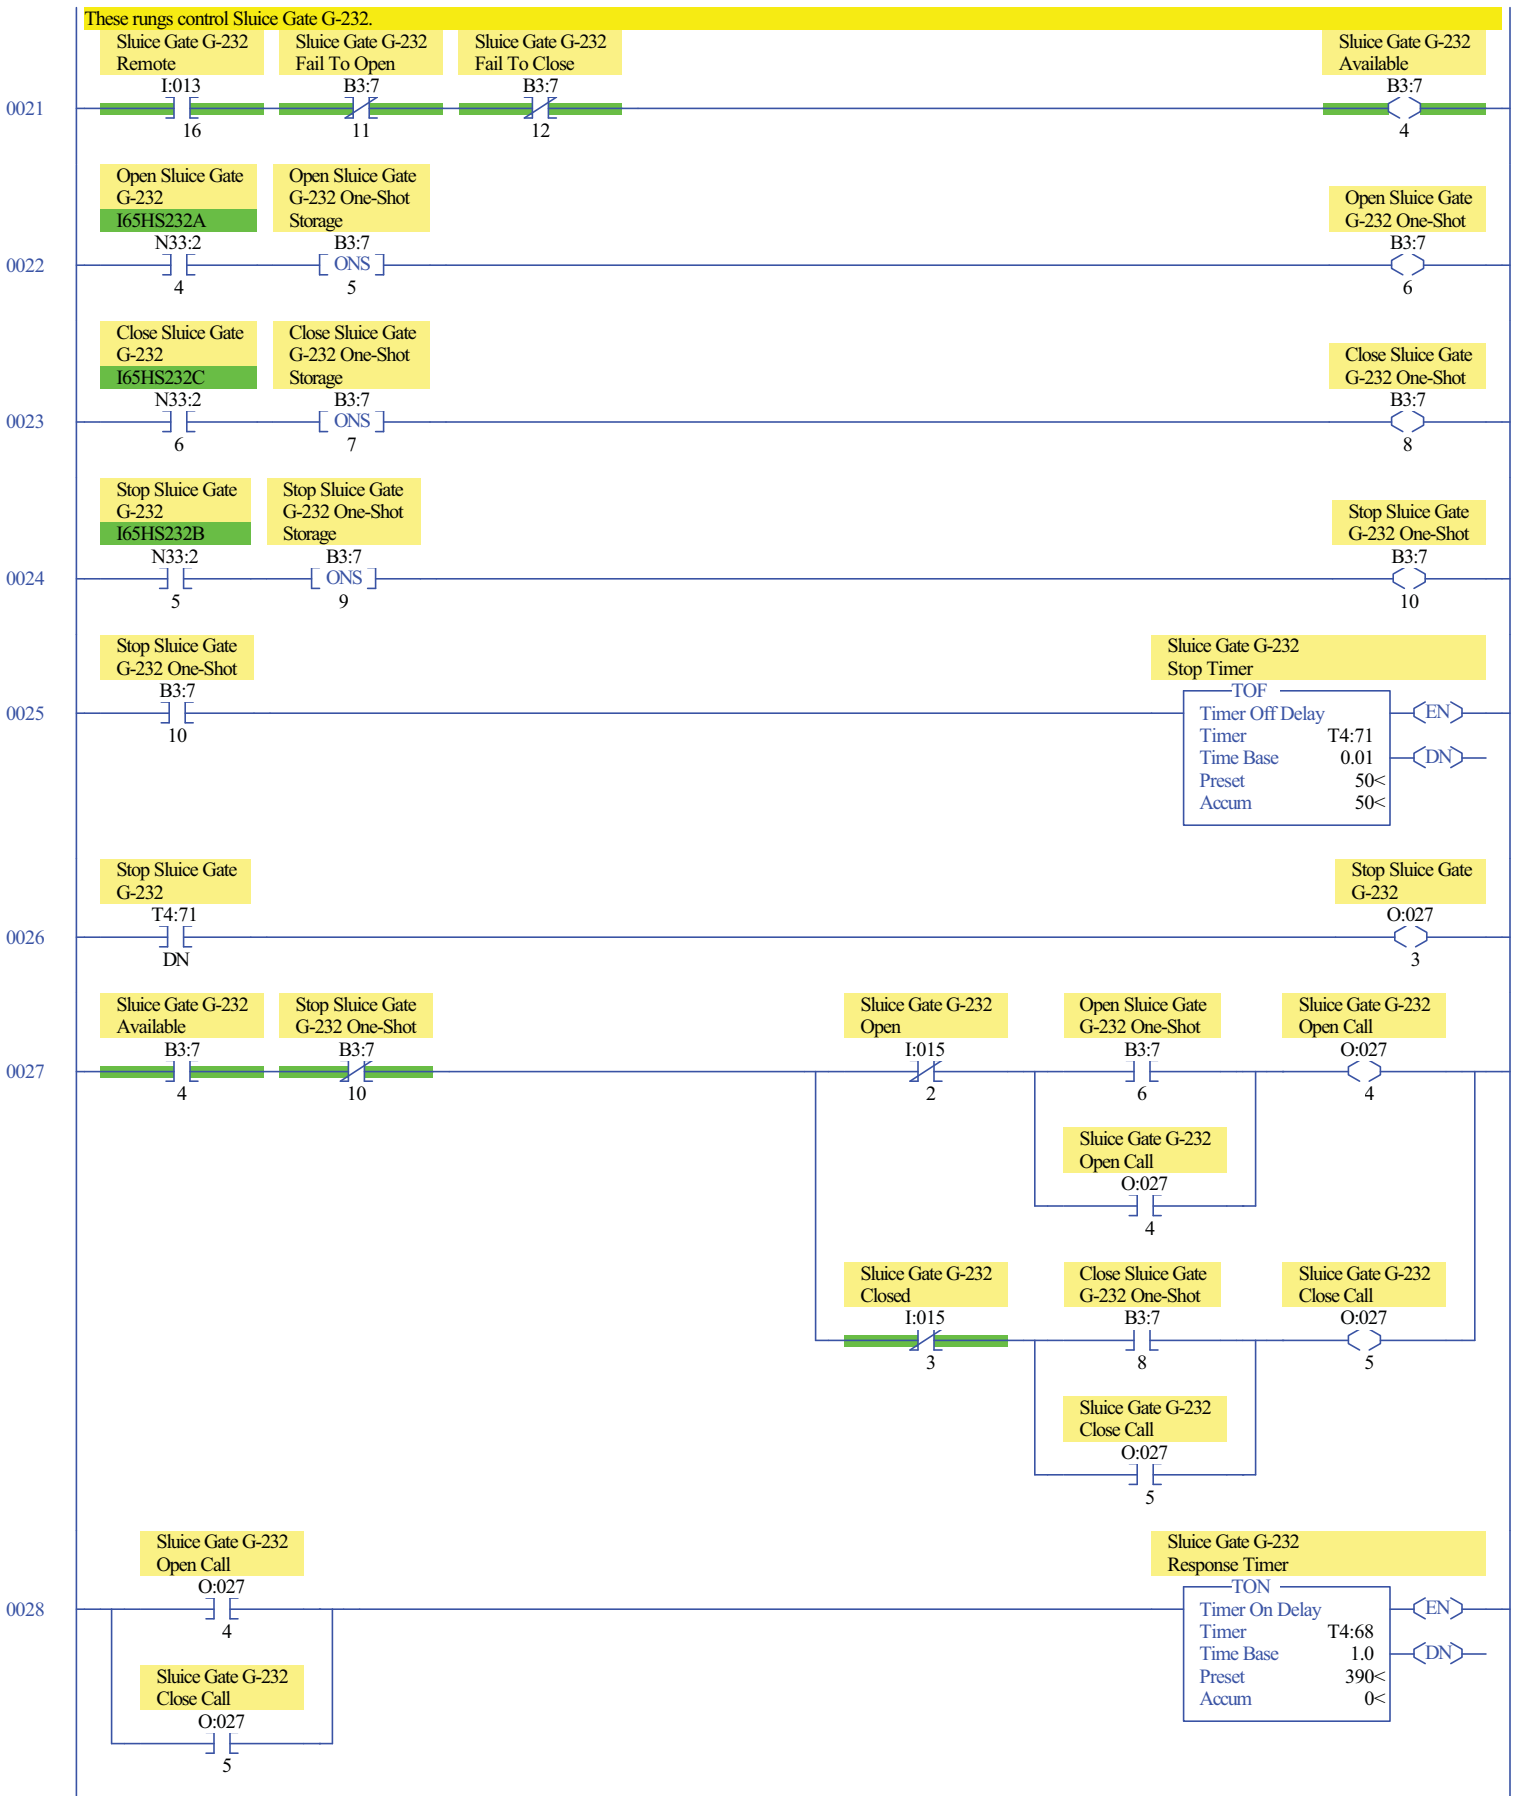 These rungs control Sluice Gate G-232.
Sluice Gate G-232
Remote
I:013
16
Sluice Gate G-232
Fail To Open
B3:7
11
Sluice Gate G-232
Fail To Close
B3:7
12
Sluice Gate G-232
Available
B3:7
4
0021
Open Sluice Gate
G-232
I65HS232A
N33:2
4
Open Sluice Gate
G-232 One-Shot
Storage
B3:7
ONS
5
Open Sluice Gate
G-232 One-Shot
B3:7
6
0022
Close Sluice Gate
G-232
I65HS232C
N33:2
6
Close Sluice Gate
G-232 One-Shot
Storage
B3:7
ONS
7
Close Sluice Gate
G-232 One-Shot
B3:7
8
0023
Stop Sluice Gate
G-232
I65HS232B
N33:2
5
Stop Sluice Gate
G-232 One-Shot
Storage
B3:7
ONS
9
Stop Sluice Gate
G-232 One-Shot
B3:7
10
0024
Stop Sluice Gate
G-232 One-Shot
B3:7
10
Sluice Gate G-232
Stop Timer
TOF
Timer Off Delay
Timer T4:71
Time Base 0.01
Preset 50<
Accum 50<
EN
DN
0025
Stop Sluice Gate
G-232
T4:71
DN
Stop Sluice Gate
G-232
O:027
3
0026
Sluice Gate G-232
Available
B3:7
4
Stop Sluice Gate
G-232 One-Shot
B3:7
10
Sluice Gate G-232
Open
I:015
2
Open Sluice Gate
G-232 One-Shot
B3:7
6
Sluice Gate G-232
Open Call
O:027
4
0027
Sluice Gate G-232
Open Call
O:027
4
Sluice Gate G-232
Closed
I:015
3
Close Sluice Gate
G-232 One-Shot
B3:7
8
Sluice Gate G-232
Close Call
O:027
5
Sluice Gate G-232
Close Call
O:027
5
Sluice Gate G-232
Open Call
O:027
4
Sluice Gate G-232
Response Timer
TON
Timer On Delay
Timer T4:68
Time Base 1.0
Preset 390<
Accum 0<
EN
DN
0028
Sluice Gate G-232
Close Call
O:027
5